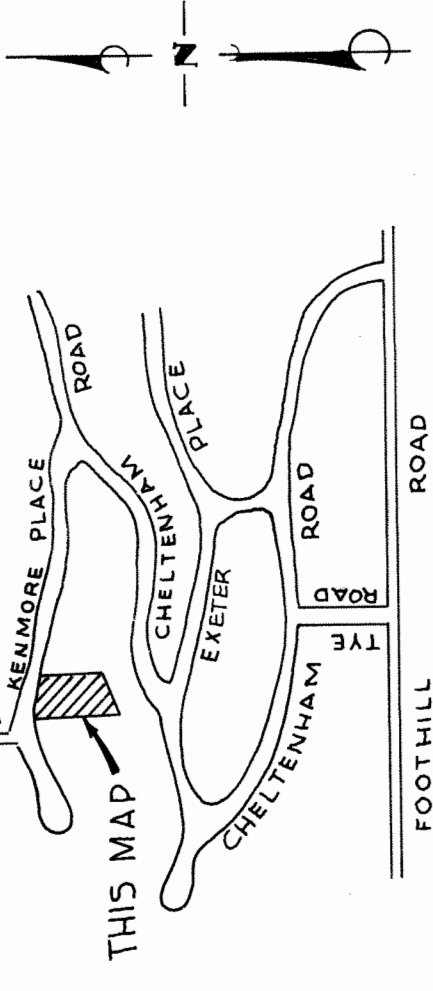 N
KENMORE PLACE
ROAD
THIS MAP
CHELTENHAM
PLACE
EXETER
CHELTENHAM
ROAD
TYE
ROAD
FOOTHILL ROAD